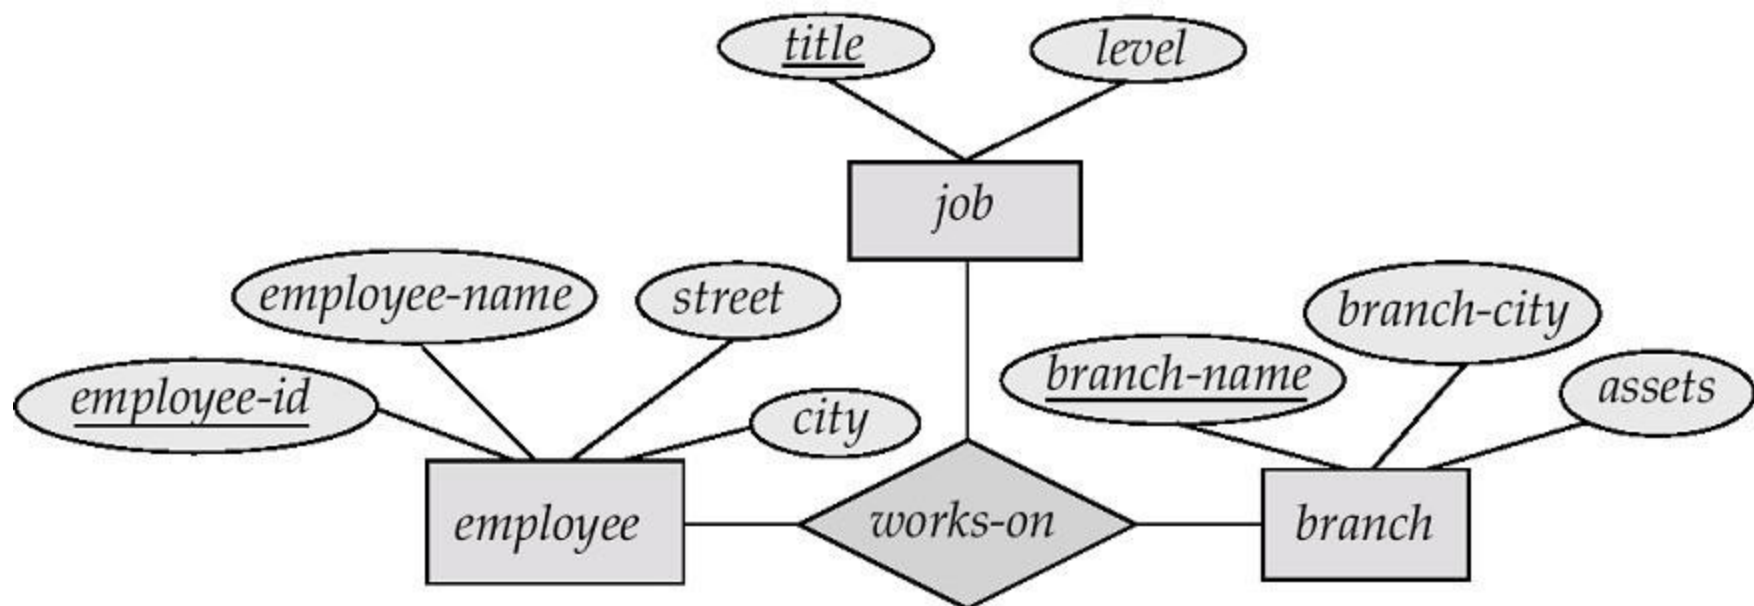 title
level
job
employee-name
street
branch-city
employee-id
city
branch-name
assets
employee
works-on
branch